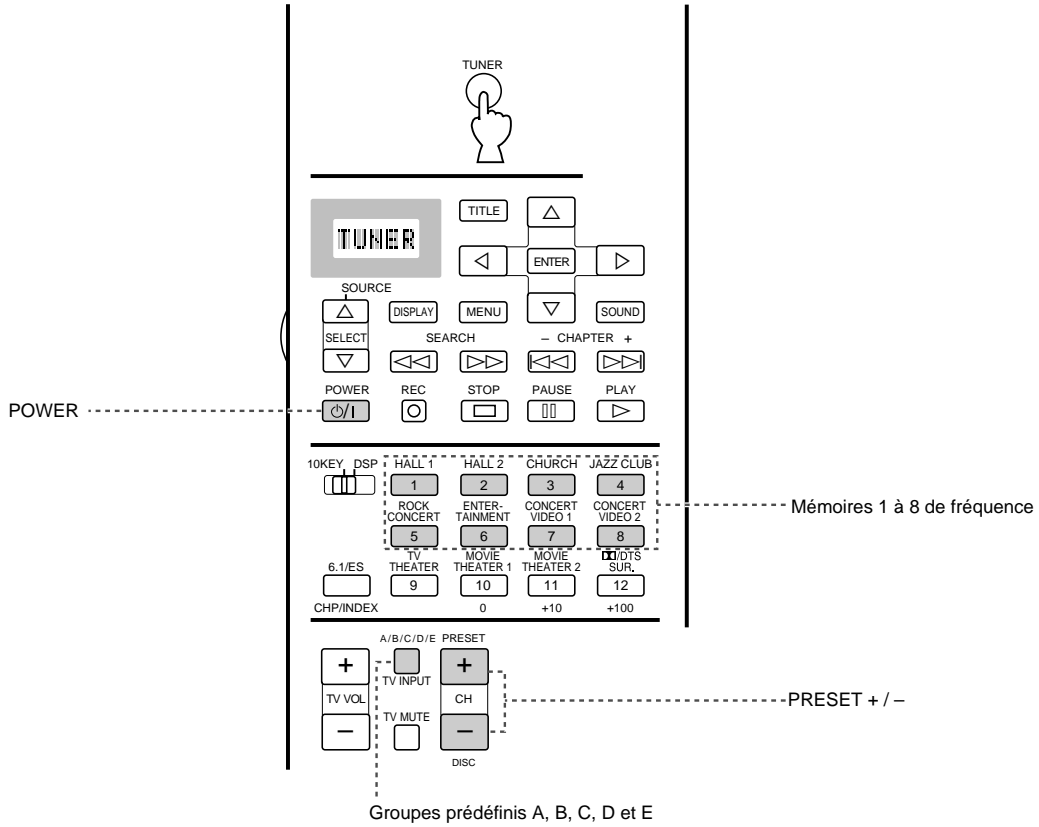 TUNER
TUNER
TITLE
ENTER
SOURCE
DISPLAY MENU SOUND
SELECT SEARCH – CHAPTER +
POWER REC STOP PAUSE PLAY
POWER
⏻/I
10KEY DSP HALL 1 HALL 2 CHURCH JAZZ CLUB
1 2 3 4
Mémoires 1 à 8 de fréquence
ROCK CONCERT ENTER-TAINMENT CONCERT VIDEO 1 CONCERT VIDEO 2
5 6 7 8
6.1/ES TV THEATER MOVIE THEATER 1 MOVIE THEATER 2 DD/DTS SUR.
9 10 11 12
CHP/INDEX 0 +10 +100
A/B/C/D/E PRESET
+ +
TV INPUT
TV VOL CH
PRESET + / –
TV MUTE
– –
DISC
Groupes prédéfinis A, B, C, D et E